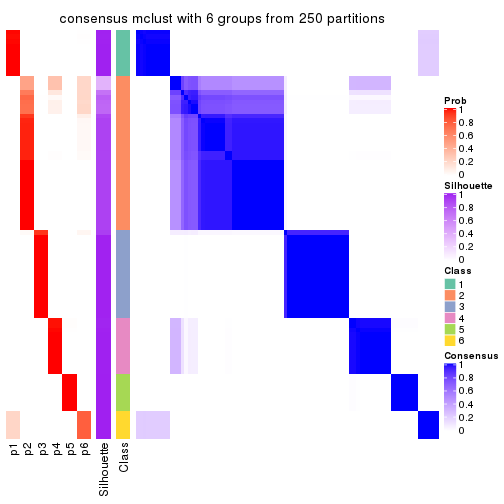 consensus mclust with 6 groups from 250 partitions
Prob
1
0.8
0.6
0.4
0.2
0
Silhouette
1
0.8
0.6
0.4
0.2
0
Class
1
2
3
4
5
6
Consensus
1
0.8
0.6
0.4
0.2
0
p1
p2
p3
p4
p5
p6
Silhouette
Class